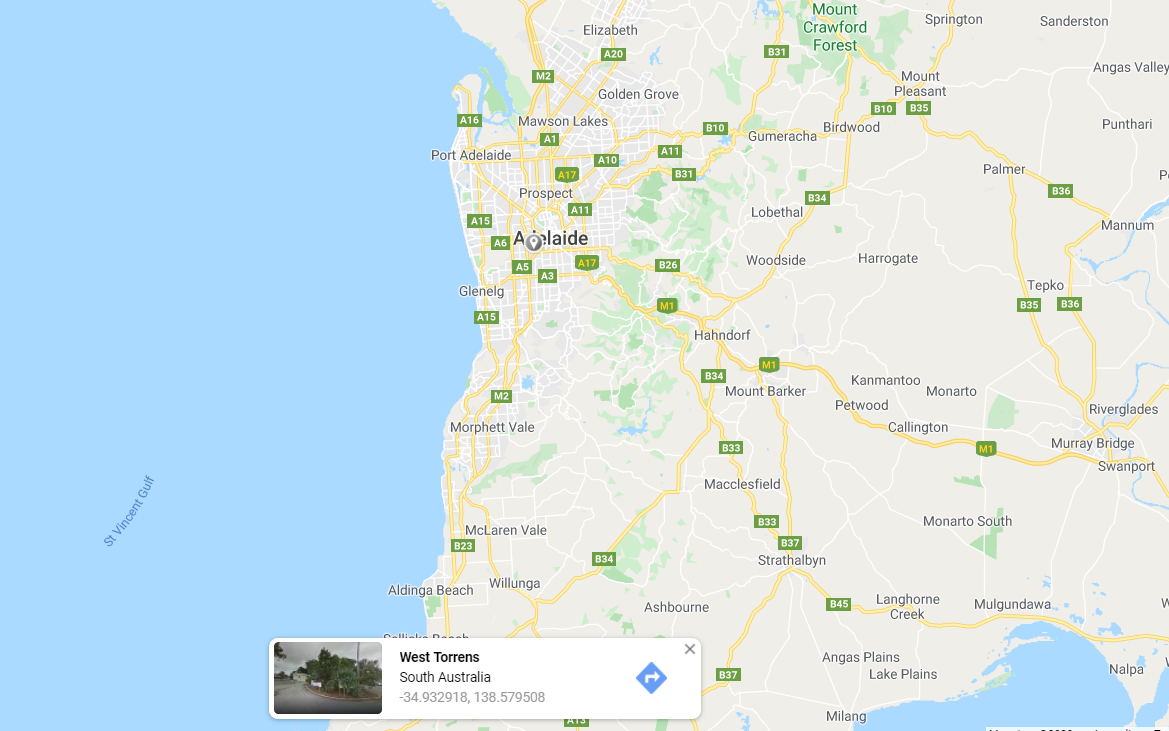 Mount
Crawford
Forest
Springton
Sanderston
Elizabeth
A20
B31
Angas Valley
M2
Mount
Pleasant
Golden Grove
B10
B35
A16
Mawson Lakes
B10
Birdwood
Punthari
A1
Gumeracha
Port Adelaide
A10
A11
A17
B31
Palmer
Prospect
B36
B34
A11
Lobethal
A15
Mannum
A6
Adelaide
A5
A17
B26
Woodside
Harrogate
A3
Glenelg
Tepko
B35
B36
M1
A15
Hahndorf
M1
B34
Kanmantoo
M2
Mount Barker
Monarto
Petwood
Riverglades
Morphett Vale
Callington
B33
M1
Murray Bridge
Swanport
Macclesfield
St Vincent Gulf
B33
Monarto South
McLaren Vale
B23
B37
B34
Strathalbyn
Willunga
Aldinga Beach
Langhorne
Creek
B45
Ashbourne
Mulgundawa
West Torrens
South Australia
-34.932918, 138.579508
Angas Plains
Lake Plains
Nalpa
B37
Milang
A13